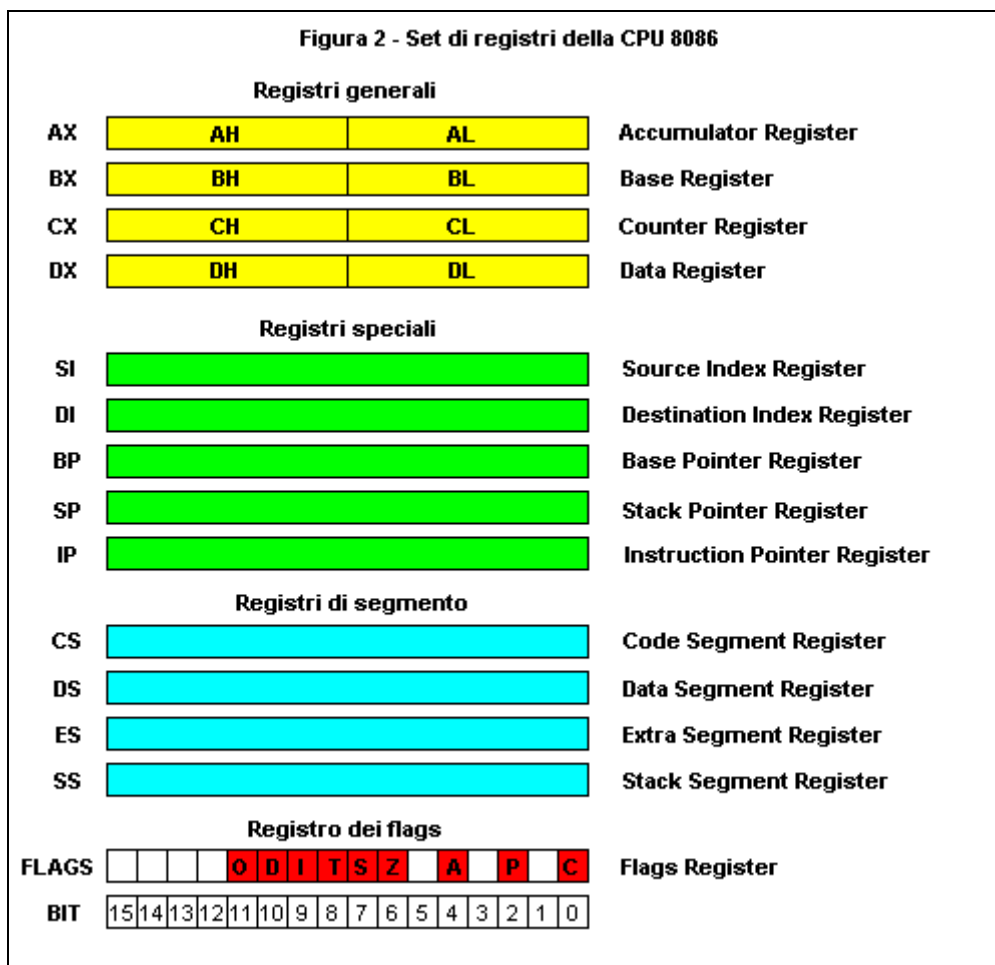 Figura 2 - Set di registri della CPU 8086
Registri generali
AX AH AL Accumulator Register
BX BH BL Base Register
CX CH CL Counter Register
DX DH DL Data Register
Registri speciali
SI Source Index Register
DI Destination Index Register
BP Base Pointer Register
SP Stack Pointer Register
IP Instruction Pointer Register
Registri di segmento
CS Code Segment Register
DS Data Segment Register
ES Extra Segment Register
SS Stack Segment Register
Registro dei flags
FLAGS O D I T S Z A P C Flags Register
BIT 15 14 13 12 11 10 9 8 7 6 5 4 3 2 1 0